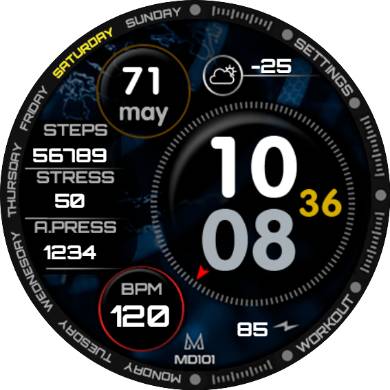 SUNDAY
SATURDAY
FRIDAY
THURSDAY
WEDNESDAY
TUESDAY
MONDAY
SETTINGS
WORKOUT
71
may
-25
STEPS
56789
STRESS
50
A.PRESS
1234
10
08
36
BPM
120
85
MD101